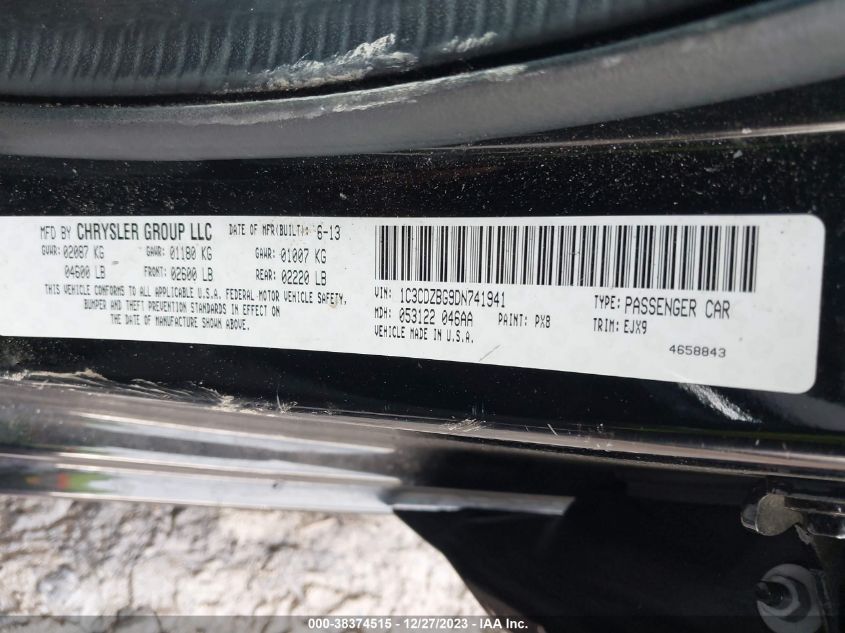 MFD BY CHRYSLER GROUP LLC DATE OF MFR(BUILT): 6-13
GVWR: 02087 KG GAWR: 01180 KG GAWR: 01007 KG
04600 LB FRONT: 02600 LB REAR: 02220 LB
THIS VEHICLE CONFORMS TO ALL APPLICABLE U.S.A. FEDERAL MOTOR VEHICLE SAFETY,
BUMPER AND THEFT PREVENTION STANDARDS IN EFFECT ON
THE DATE OF MANUFACTURE SHOWN ABOVE.
VIN: 1C3CDZBG9DN741941 TYPE: PASSENGER CAR
MDH: 053122 046AA PAINT: PX8 TRIM: EJX9
VEHICLE MADE IN U.S.A.
4658843
000-38374515 - 12/27/2023 - IAA Inc.